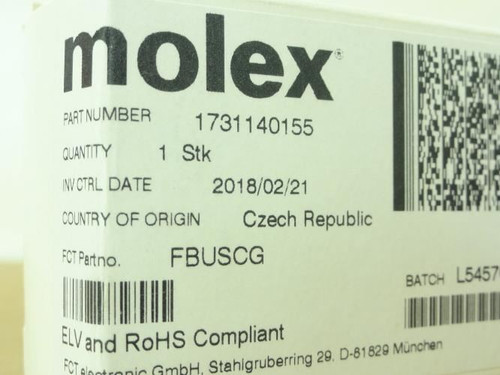 molex®
PART NUMBER 1731140155
QUANTITY 1 Stk
INV CTRL DATE 2018/02/21
COUNTRY OF ORIGIN Czech Republic
FCT Partno. FBUSCG
BATCH L5457
ELV and RoHS Compliant
FCT electronic GmbH, Stahlgruberring 29. D-81829 München